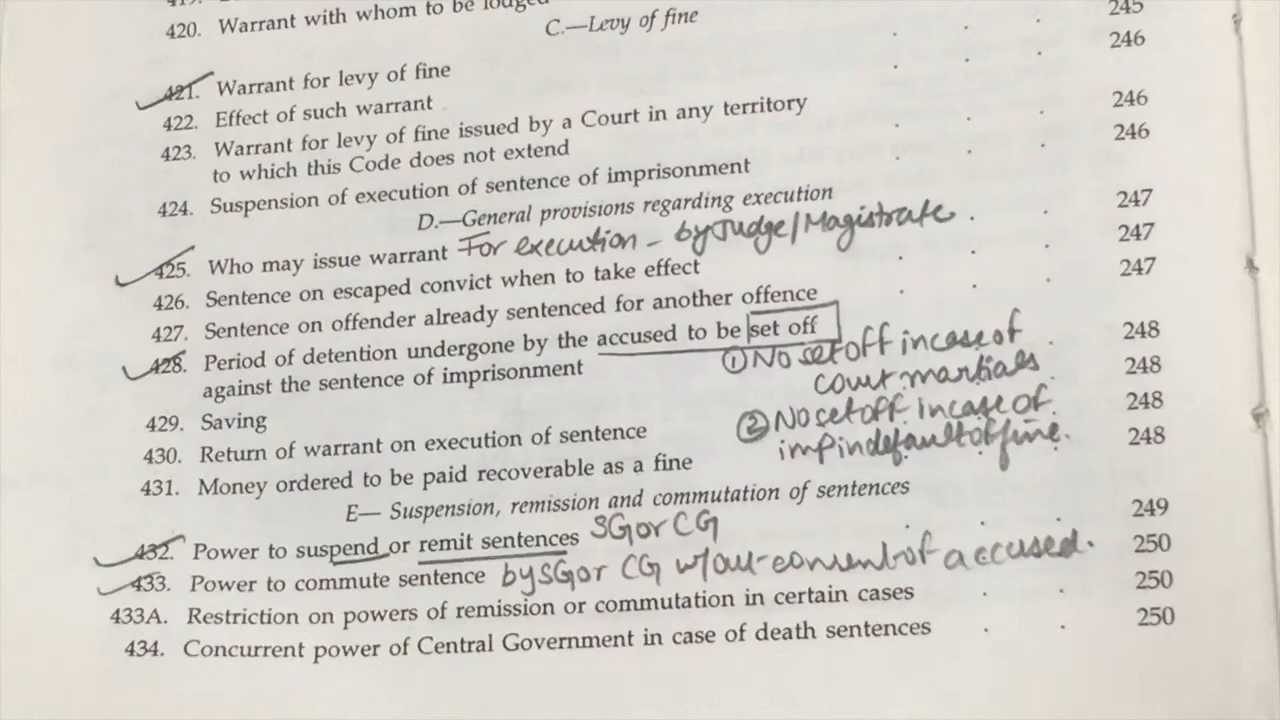 420. Warrant with whom to be lodged 245
C.—Levy of fine
246
421. Warrant for levy of fine
422. Effect of such warrant 246
423. Warrant for levy of fine issued by a Court in any territory
to which this Code does not extend 246
424. Suspension of execution of sentence of imprisonment
D.—General provisions regarding execution
425. Who may issue warrant For execution - by Judge/Magistrate 247
426. Sentence on escaped convict when to take effect 247
427. Sentence on offender already sentenced for another offence 247
428. Period of detention undergone by the accused to be set off
against the sentence of imprisonment 248
① No set off in case of
court martials
429. Saving 248
② No set off in case of
imp in default of fine.
430. Return of warrant on execution of sentence 248
431. Money ordered to be paid recoverable as a fine 248
E— Suspension, remission and commutation of sentences
432. Power to suspend or remit sentences SG or CG 249
433. Power to commute sentence by SG or CG w/out consent of accused. 250
433A. Restriction on powers of remission or commutation in certain cases 250
434. Concurrent power of Central Government in case of death sentences 250